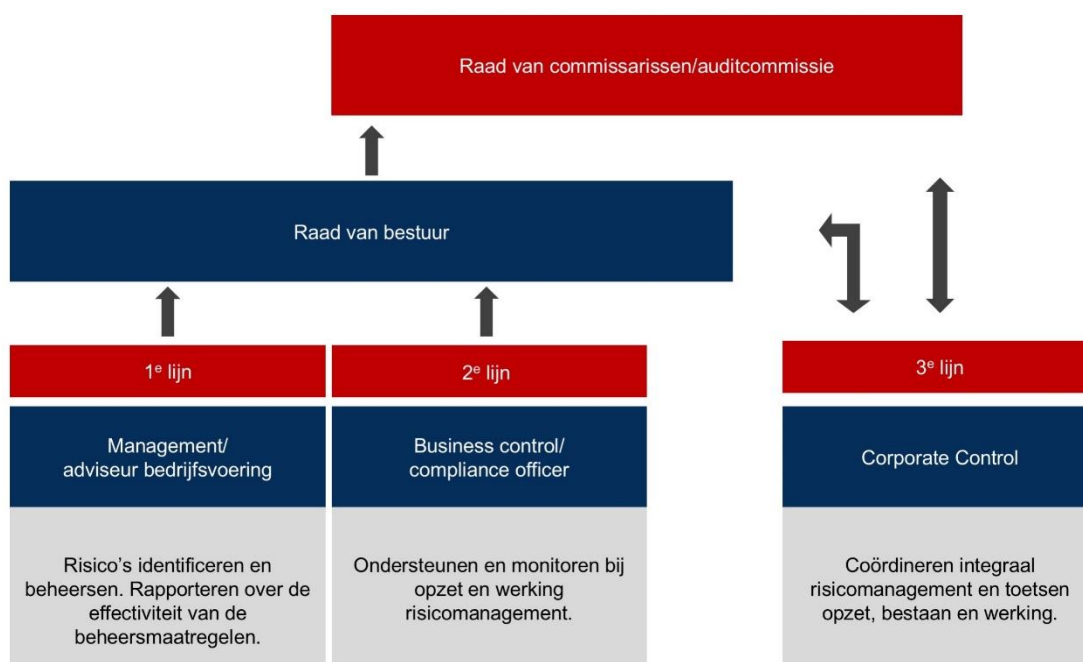 Raad van commissarissen/auditcommissie
Raad van bestuur
1e lijn
Management/
adviseur bedrijfsvoering
Risico’s identificeren en
beheersen. Rapporteren over de
effectiviteit van de
beheersmaatregelen.
2e lijn
Business control/
compliance officer
Ondersteunen en monitoren bij
opzet en werking
risicomanagement.
3e lijn
Corporate Control
Coördineren integraal
risicomanagement en toetsen
opzet, bestaan en werking.